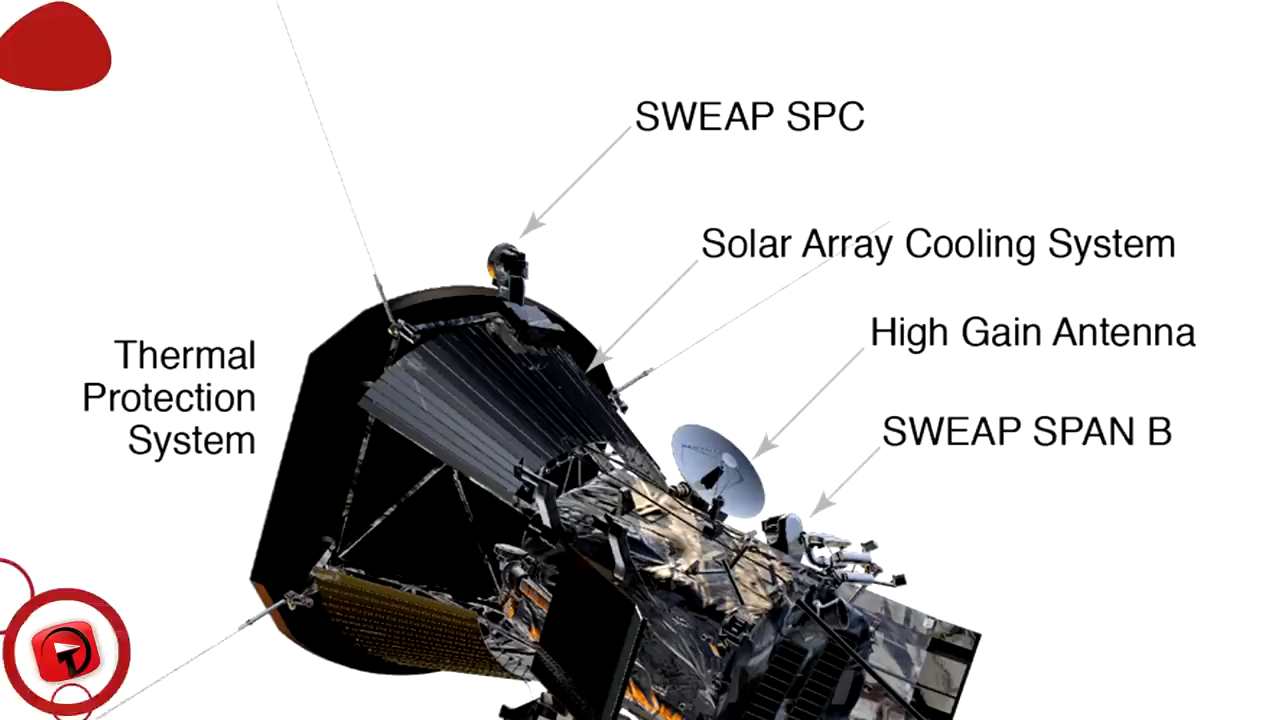 SWEAP SPC
Solar Array Cooling System
High Gain Antenna
Thermal
Protection
System
SWEAP SPAN B